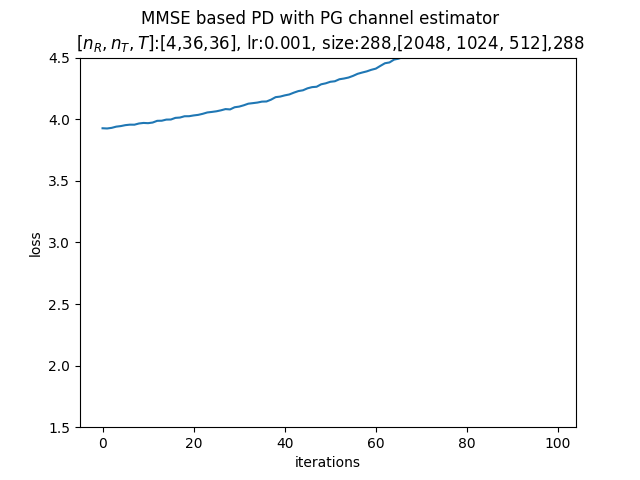 MMSE based PD with PG channel estimator
[n_R, n_T, T]:[4,36,36], lr:0.001, size:288,[2048, 1024, 512],288
4.5
4.0
3.5
3.0
2.5
2.0
1.5
loss
0 20 40 60 80 100
iterations